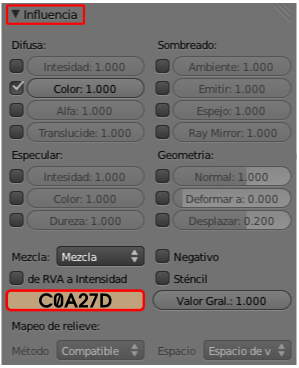 Influencia
Difusa: Sombreado:
Intesidad: 1.000 Ambiente: 1.000
Color: 1.000 Emitir: 1.000
Alfa: 1.000 Espejo: 1.000
Translucide: 1.000 Ray Mirror: 1.000
Especular: Geometria:
Intesidad: 1.000 Normal: 1.000
Color: 1.000 Deformar a: 0.000
Dureza: 1.000 Desplazar: 0.200
Mezcla: Mezcla Negativo
de RVA a Intensidad Sténcil
C0A27D Valor Gral.: 1.000
Mapeo de relieve:
Método Compatible Espacio Espacio de v